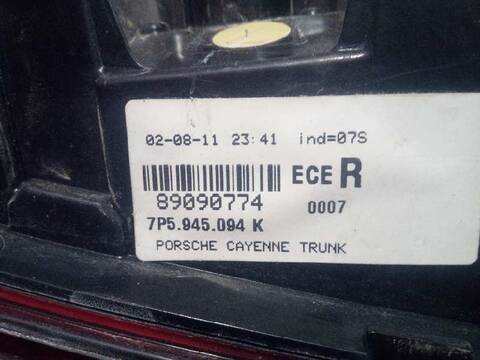 02-08-11 23:41 ind=07S
ECE R
89090774
0007
7P5.945.094 K
PORSCHE CAYENNE TRUNK